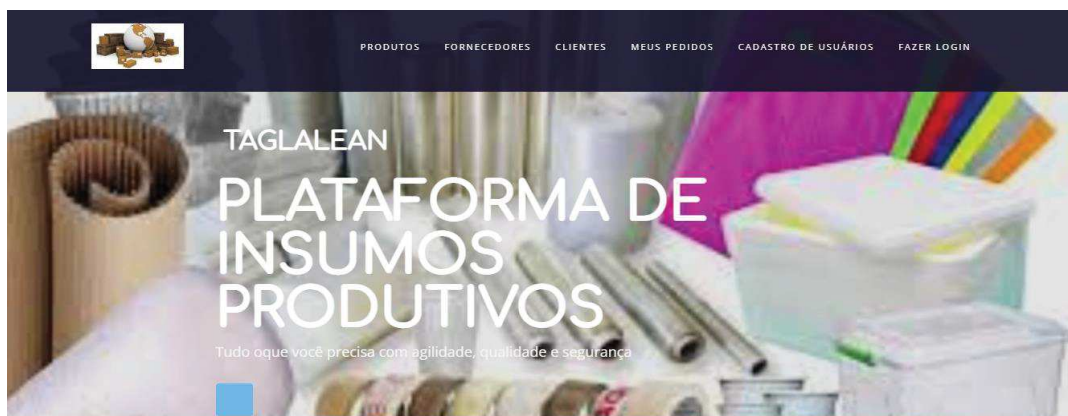 PRODUTOS FORNECEDORES CLIENTES MEUS PEDIDOS CADASTRO DE USUÁRIOS FAZER LOGIN
TAGLALEAN
PLATAFORMA DE
INSUMOS
PRODUTIVOS
Tudo oque você precisa com agilidade, qualidade e segurança